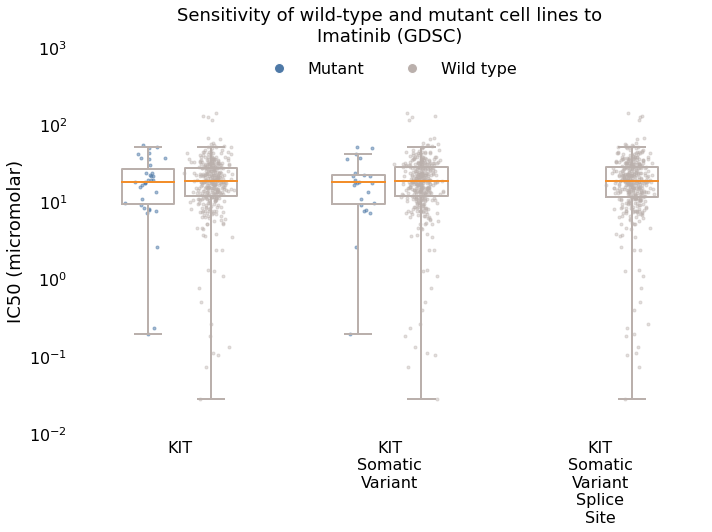 Sensitivity of wild-type and mutant cell lines to
Imatinib (GDSC)
Mutant
Wild type
IC50 (micromolar)
10³
10²
10¹
10⁰
10⁻¹
10⁻²
KIT
KIT
Somatic
Variant
KIT
Somatic
Variant
Splice
Site